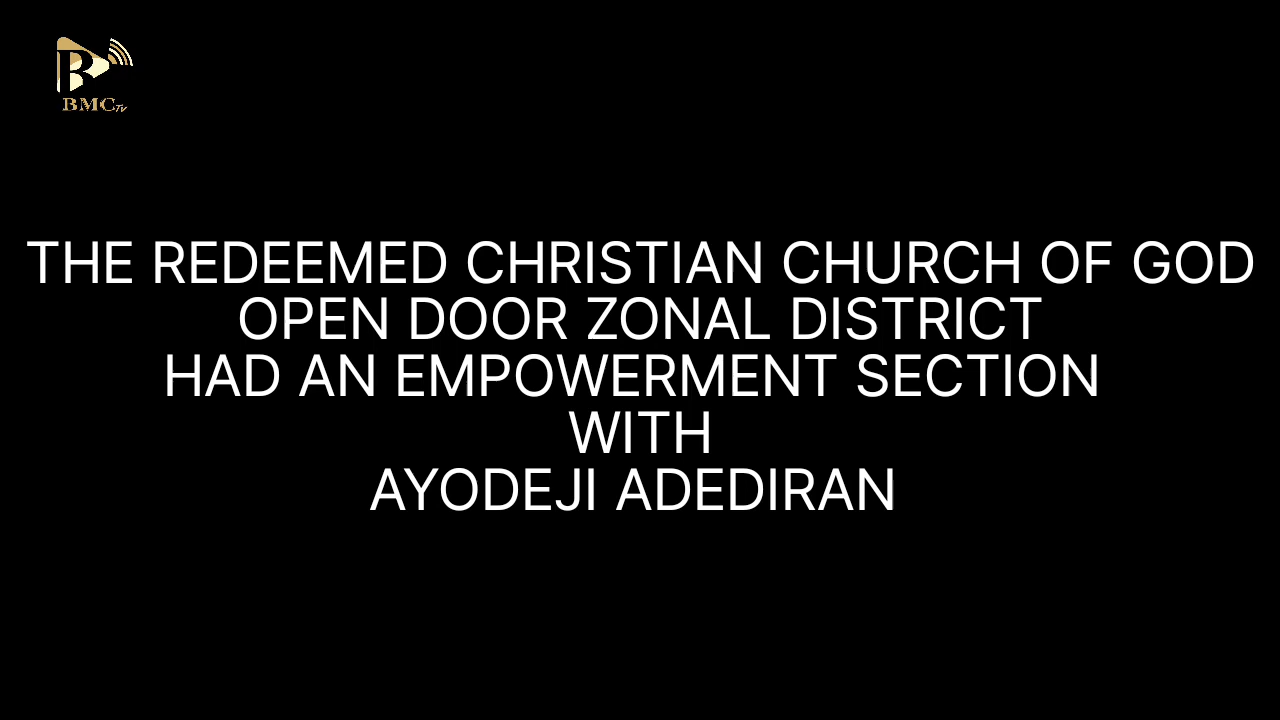 B
BMCTV
THE REDEEMED CHRISTIAN CHURCH OF GOD
OPEN DOOR ZONAL DISTRICT
HAD AN EMPOWERMENT SECTION
WITH
AYODEJI ADEDIRAN